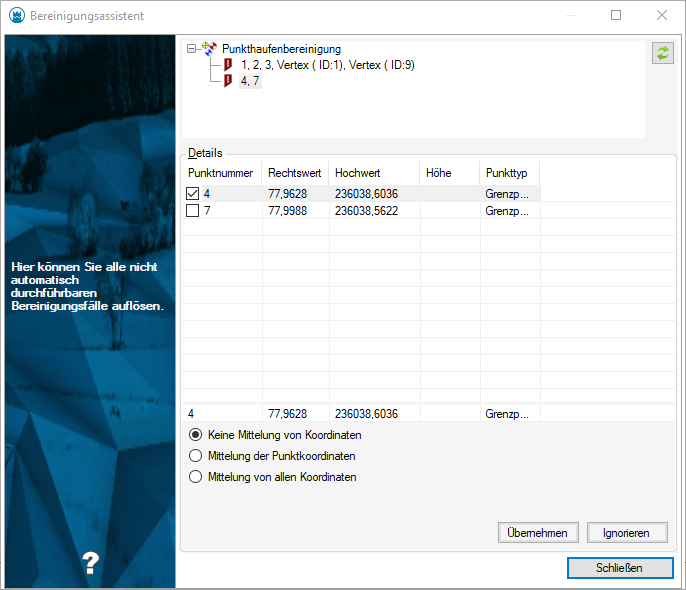 Bereinigungsassistent
Punkthaufenbereinigung
1, 2, 3, Vertex ( ID:1), Vertex ( ID:9)
4, 7
Hier können Sie alle nicht
automatisch
durchführbaren
Bereinigungsfälle auflösen.
?
Details
Punktnummer Rechtswert Hochwert Höhe Punkttyp
4 77,9628 236038,6036 Grenzp...
7 77,9988 236038,5622 Grenzp...
4 77,9628 236038,6036 Grenzp...
Keine Mittelung von Koordinaten
Mittelung der Punktkoordinaten
Mittelung von allen Koordinaten
Übernehmen Ignorieren
Schließen